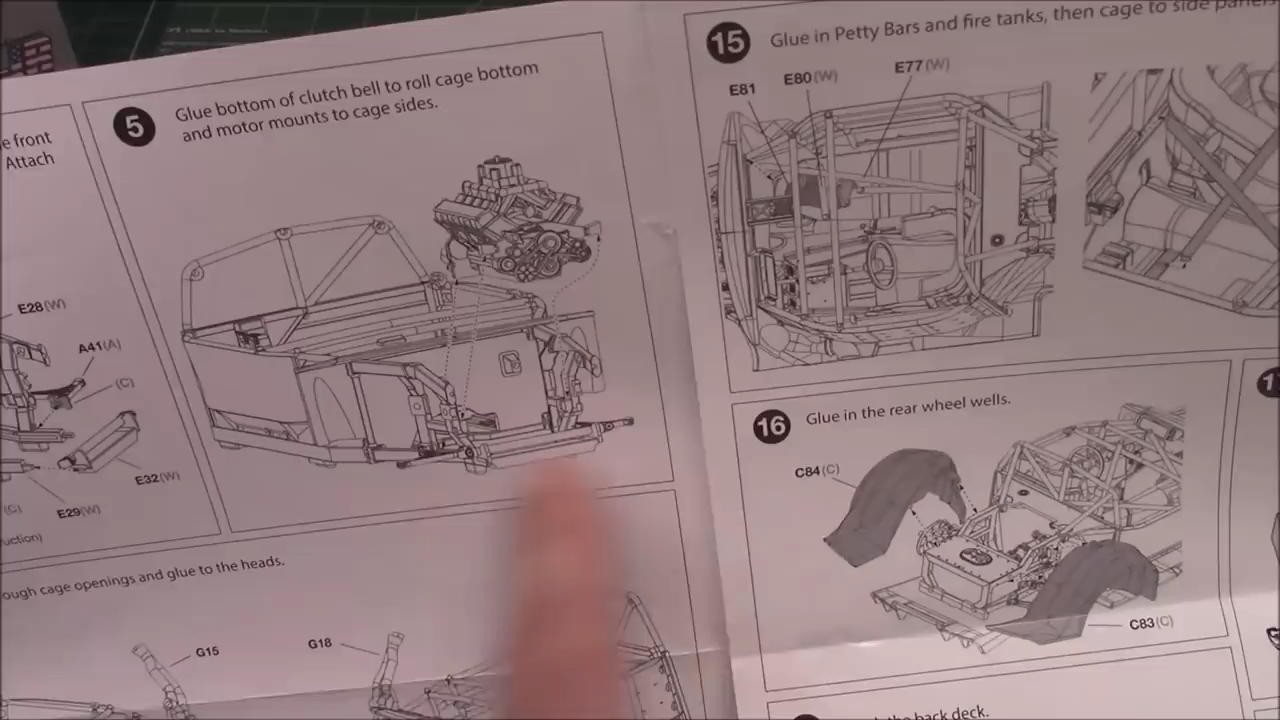 e front
Attach
E28(W)
A41(A)
(C)
E32(W)
E29(W)
(C)
uction)
5
Glue bottom of clutch bell to roll cage bottom
and motor mounts to cage sides.
ough cage openings and glue to the heads.
G15
G18
15
Glue in Petty Bars and fire tanks, then cage to side panels
E81
E80(W)
E77(W)
16
Glue in the rear wheel wells.
C84(C)
C83(C)
1
the back deck.